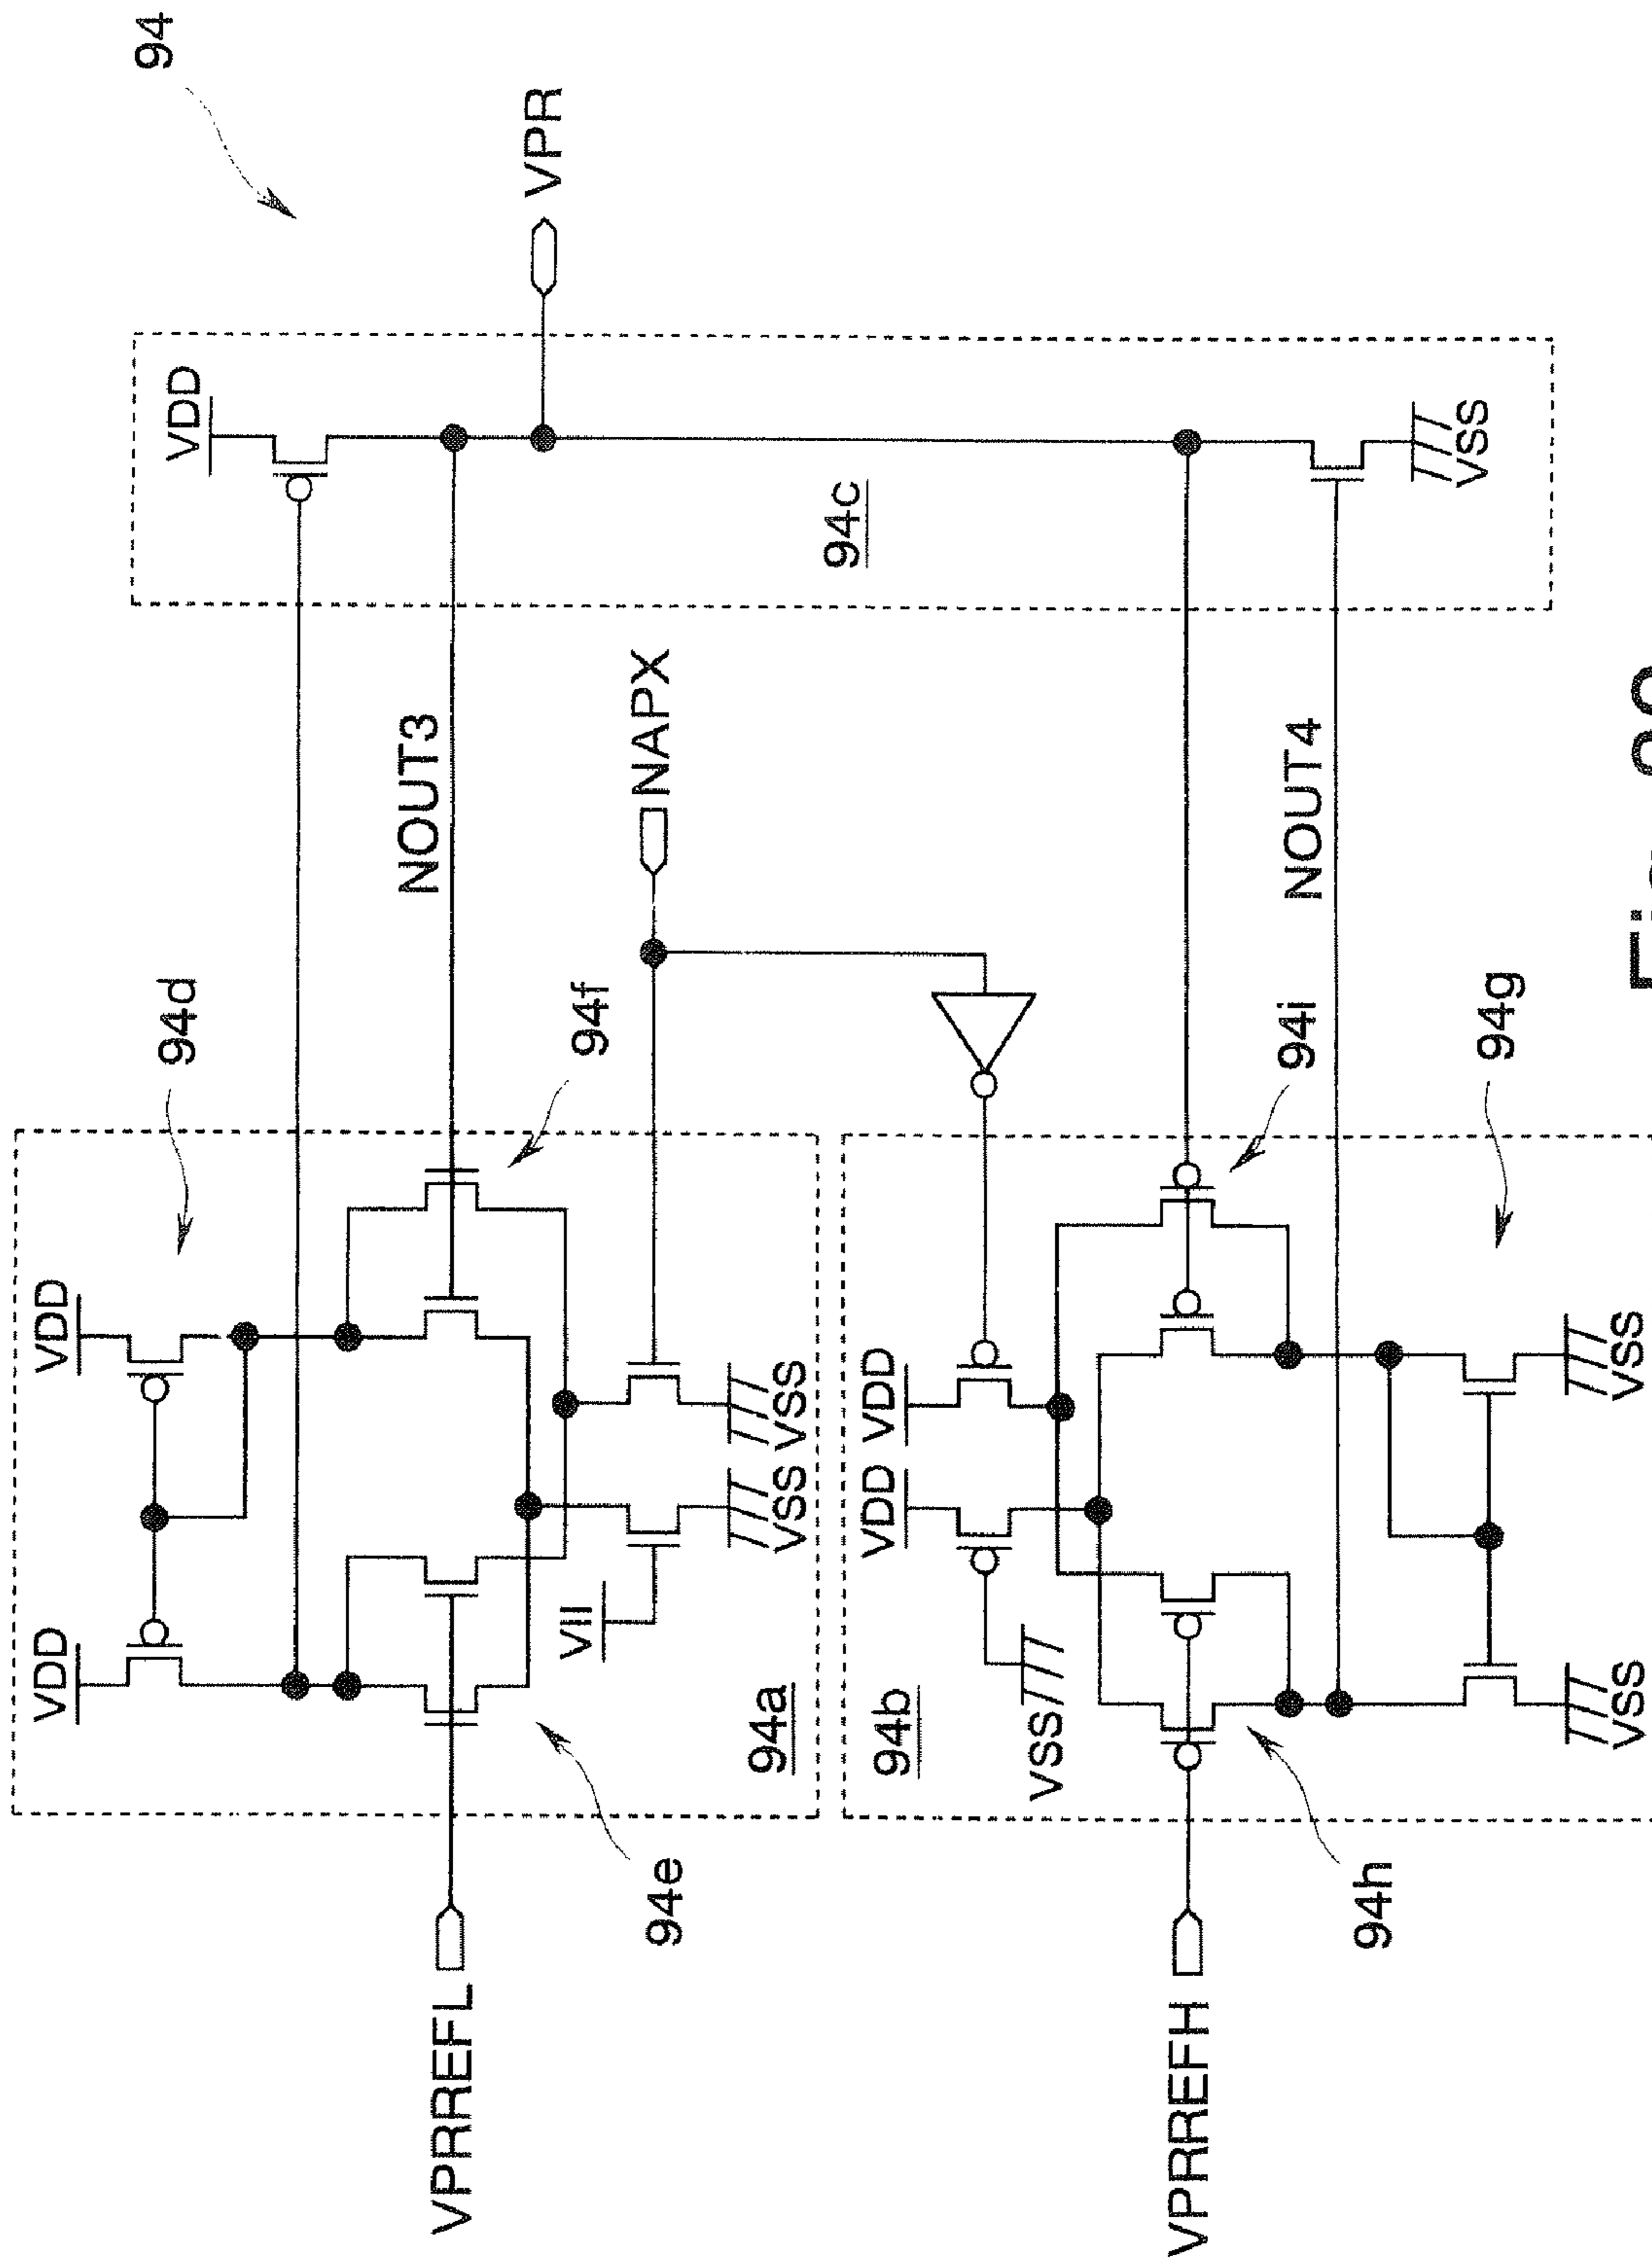 VDD
VDD
94
94d
VDD
NOUT3
VPRREFL
VPR
VII
94f
NAPX
94e
94a
VSS
VSS
94c
94b
VDD
VDD
VSS
VPRREFH
94i
NOUT4
94h
VSS
94g
VSS
VSS